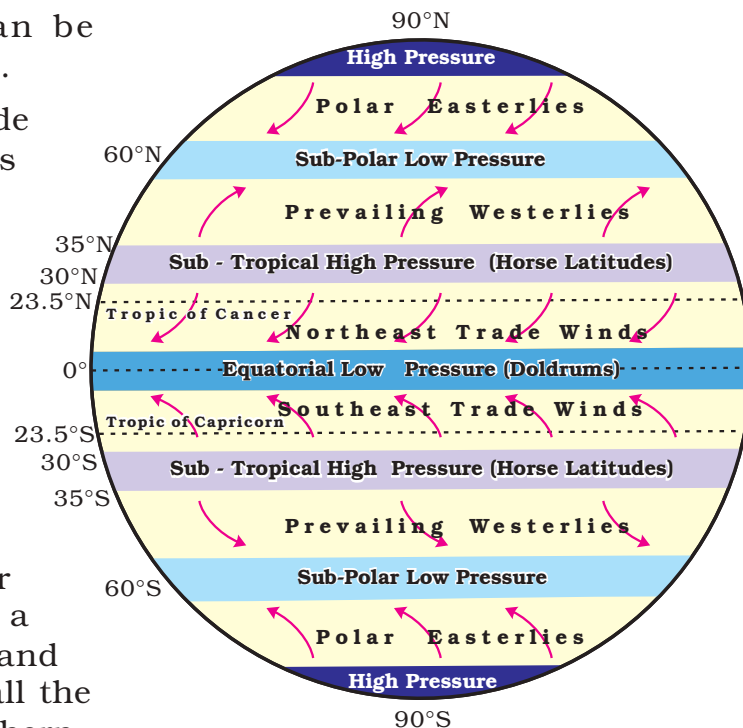 90°N
an be
.
High Pressure
Polar Easterlies
de
60°N
s
Sub-Polar Low Pressure
Prevailing Westerlies
35°N
Sub - Tropical High Pressure (Horse Latitudes)
30°N
23.5°N
Tropic of Cancer
Northeast Trade Winds
0°
Equatorial Low Pressure (Doldrums)
Southeast Trade Winds
Tropic of Capricorn
23.5°S
30°S
Sub - Tropical High Pressure (Horse Latitudes)
35°S
Prevailing Westerlies
Sub-Polar Low Pressure
60°S
r
a
Polar Easterlies
and
High Pressure
all the
90°S